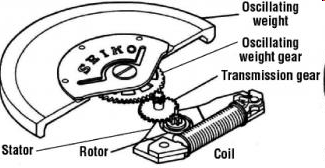 Oscillating
weight
Oscillating
weight gear
Transmission gear
SEIKO
Stator
Rotor
Coil